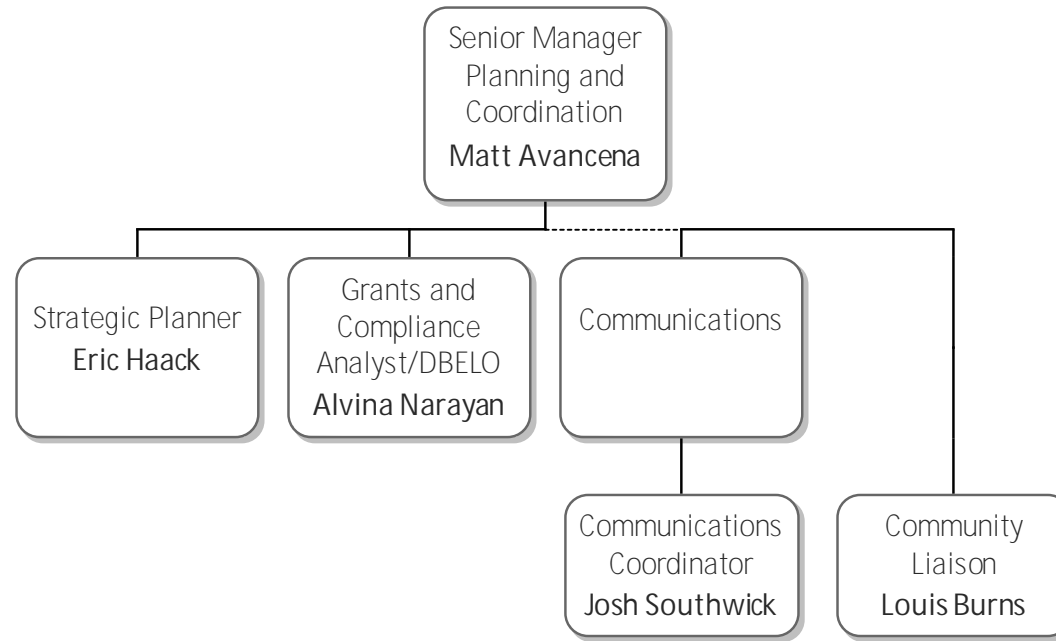 Senior Manager
Planning and
Coordination
Matt Avancena
Strategic Planner
Eric Haack
Grants and
Compliance
Analyst/DBELO
Alvina Narayan
Communications
Communications
Coordinator
Josh Southwick
Community
Liaison
Louis Burns